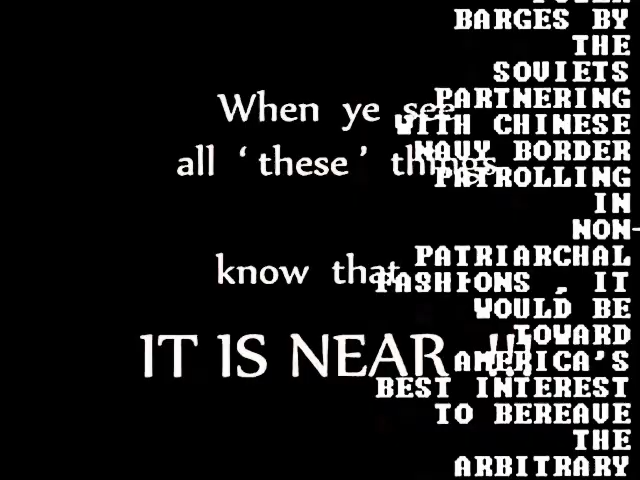 BARGES BY
THE
SOVIETS
PARTNERING
WITH CHINESE
NAVY BORDER
PATROLLING
IN
NON-
PATRIARCHAL
FASHIONS , IT
WOULD BE
TOWARD
AMERICA'S
BEST INTEREST
TO BEREAVE
THE
ARBITRARY
When ye see
all ‘ these ’ things
know that
IT IS NEAR !!!